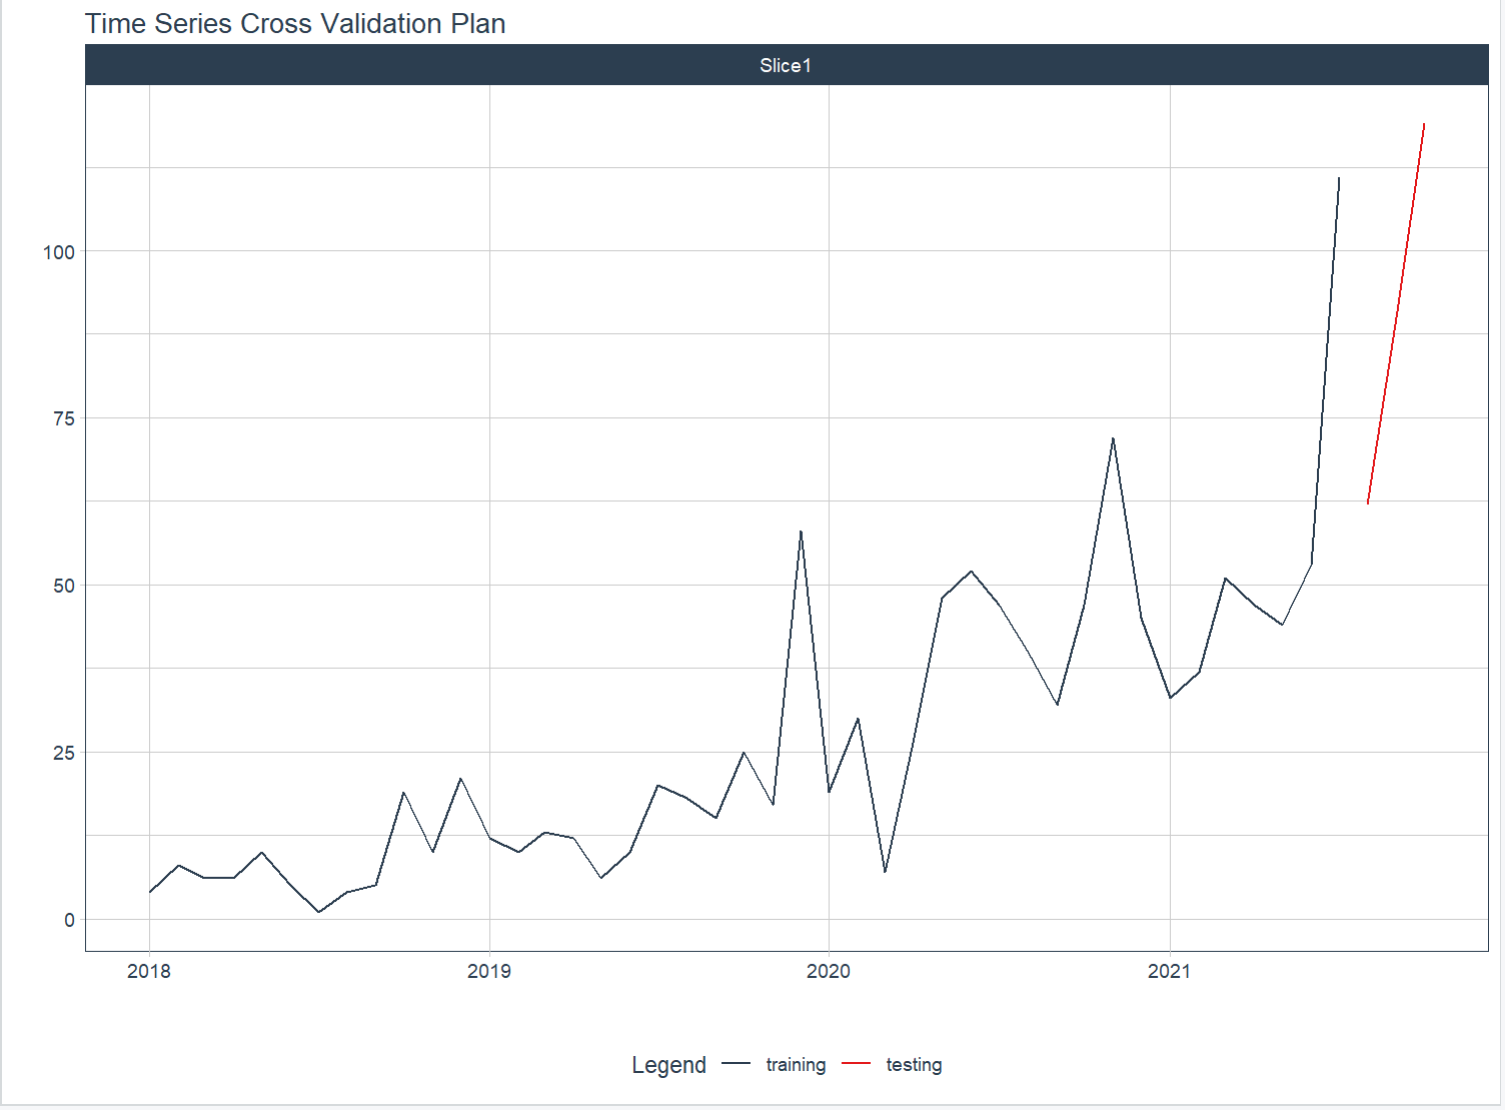 Time Series Cross Validation Plan
Slice1
100
75
50
25
0
2018 2019 2020 2021
Legend training testing